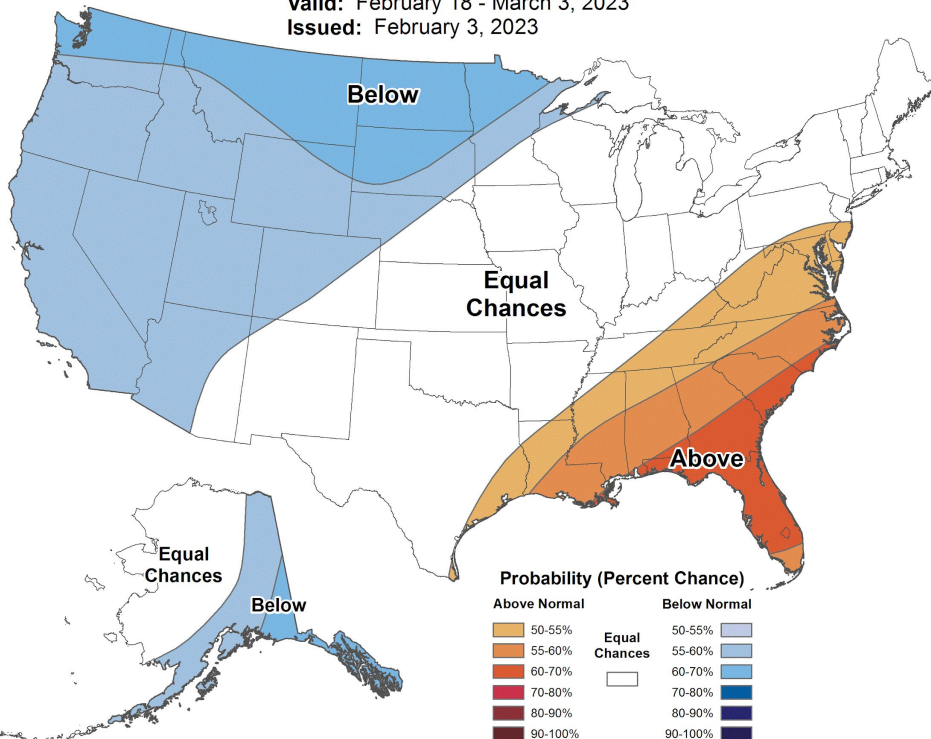 Valid: February 18 - March 3, 2023
Issued: February 3, 2023
Below
Equal
Chances
Above
Equal
Chances
Below
Probability (Percent Chance)
Above Normal
Below Normal
50-55%
55-60%
60-70%
70-80%
80-90%
90-100%
Equal
Chances
50-55%
55-60%
60-70%
70-80%
80-90%
90-100%